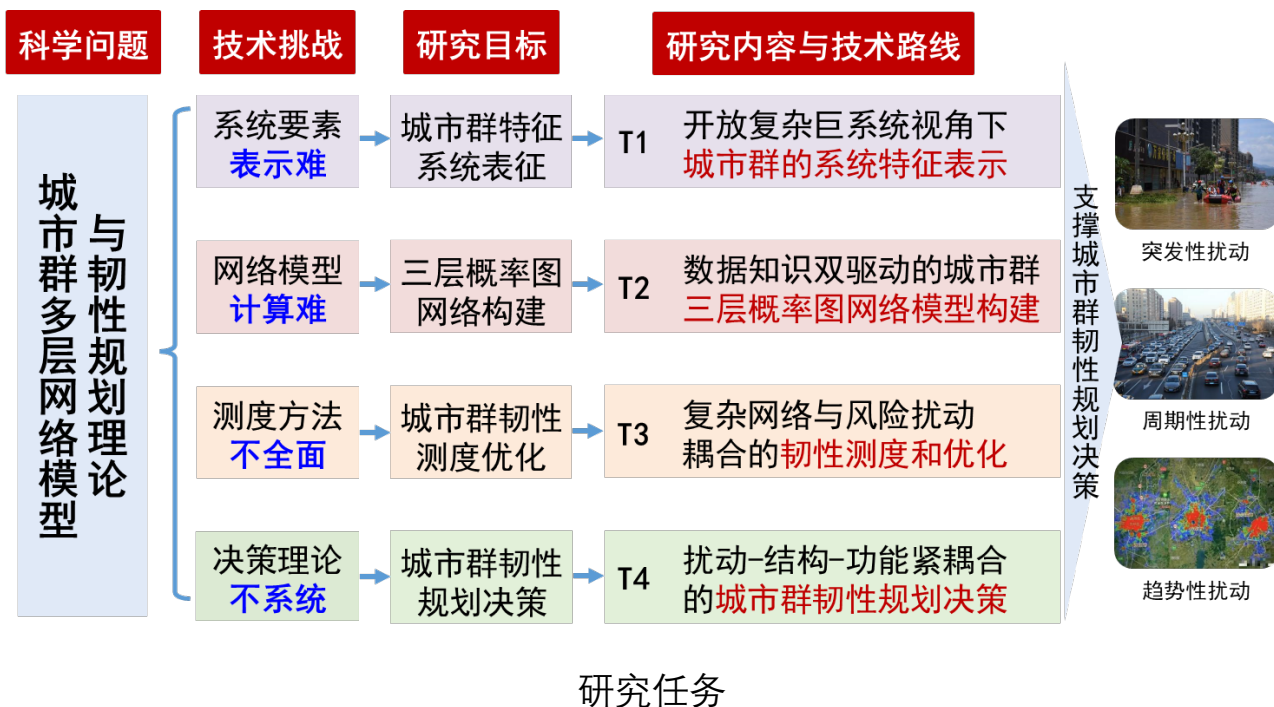 科学问题
技术挑战
研究目标
研究内容与技术路线
城市群多层网络模型
与韧性规划理论
系统要素
表示难
城市群特征
系统表征
T1
开放复杂巨系统视角下
城市群的系统特征表示
网络模型
计算难
三层概率图
网络构建
T2
数据知识双驱动的城市群
三层概率图网络模型构建
测度方法
不全面
城市群韧性
测度优化
T3
复杂网络与风险扰动
耦合的韧性测度和优化
决策理论
不系统
城市群韧性
规划决策
T4
扰动-结构-功能紧耦合
的城市群韧性规划决策
支撑城市群韧性规划决策
突发性扰动
周期性扰动
趋势性扰动
研究任务